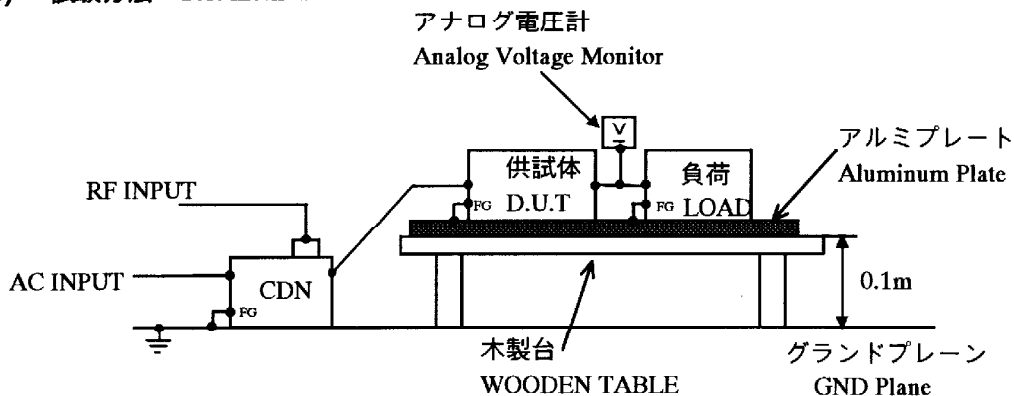 アナログ電圧計
Analog Voltage Monitor
V
アルミプレート
Aluminum Plate
供試体
D.U.T
FG
負荷
LOAD
FG
RF INPUT
AC INPUT
CDN
FG
0.1m
木製台
WOODEN TABLE
グランドプレーン
GND Plane